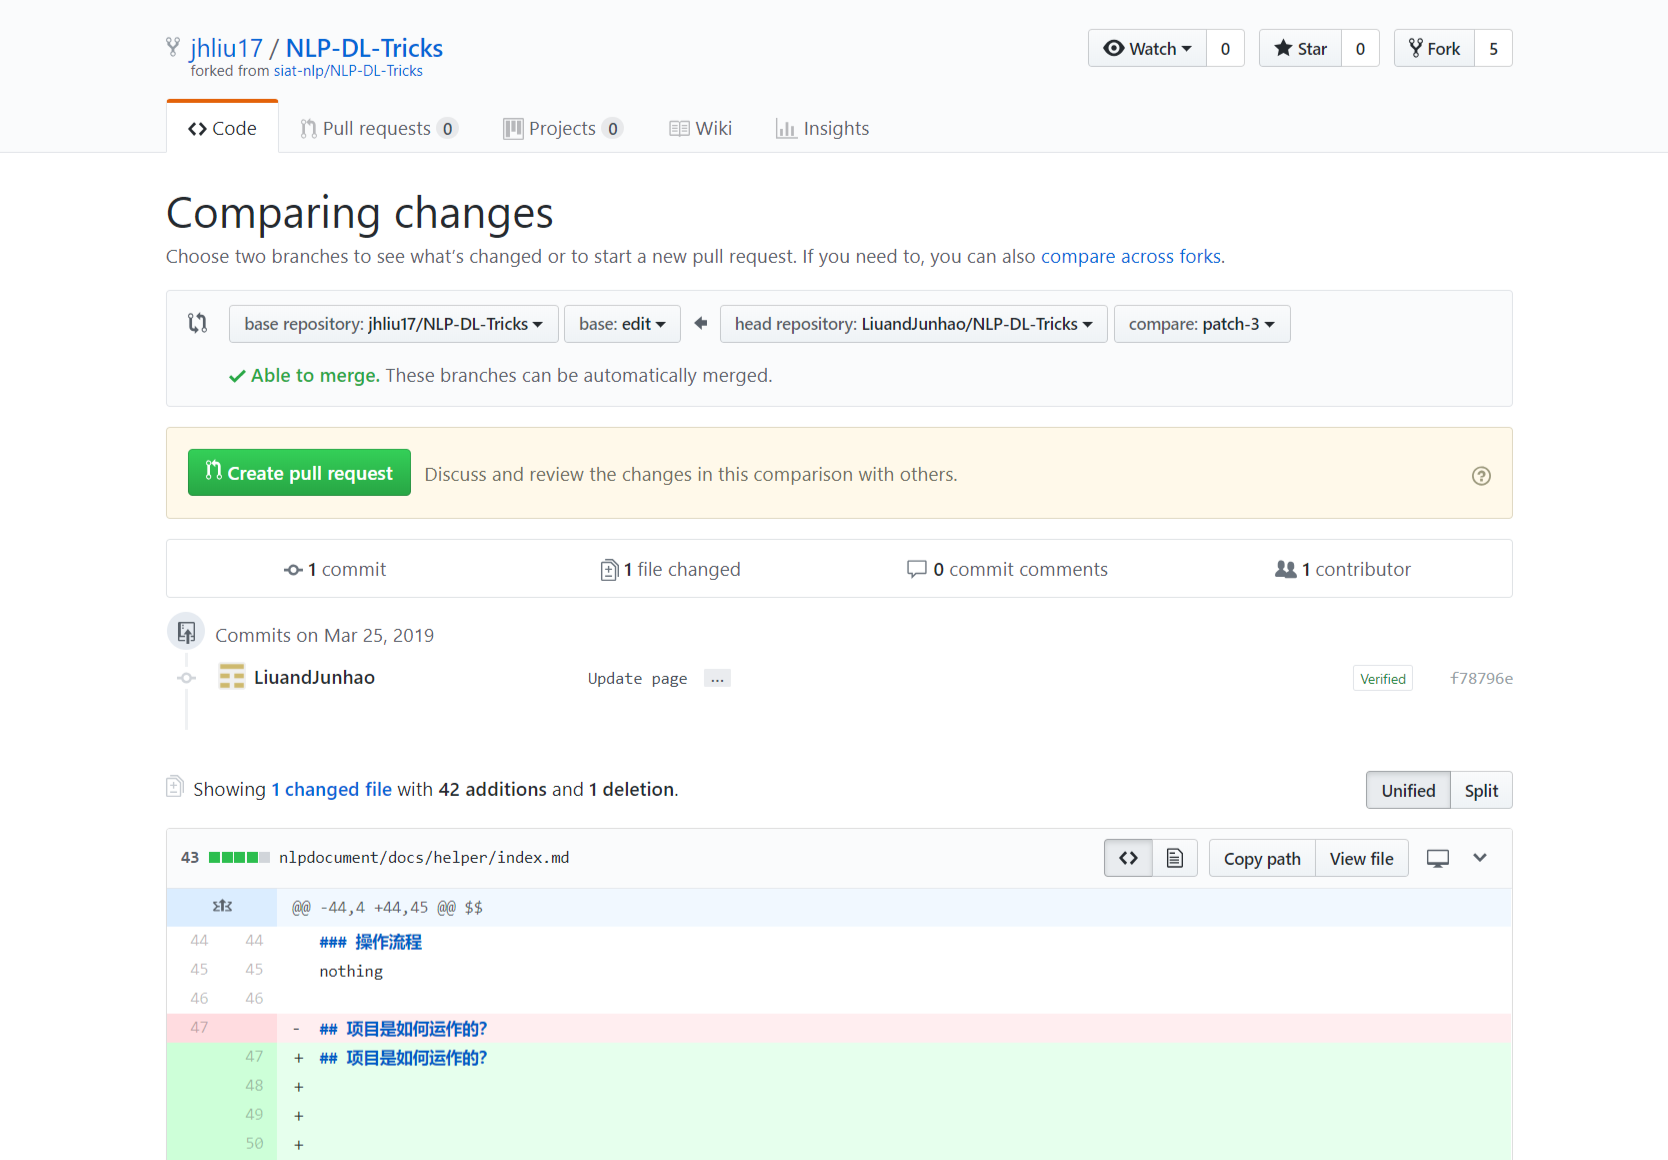 jhliu17 / NLP-DL-Tricks
forked from siat-nlp/NLP-DL-Tricks
Watch 0 Star 0 Fork 5
Code Pull requests 0 Projects 0 Wiki Insights
Comparing changes
Choose two branches to see what's changed or to start a new pull request. If you need to, you can also compare across forks.
base repository: jhliu17/NLP-DL-Tricks base: edit head repository: LiuandJunhao/NLP-DL-Tricks compare: patch-3
Able to merge. These branches can be automatically merged.
Create pull request Discuss and review the changes in this comparison with others.
1 commit 1 file changed 0 commit comments 1 contributor
Commits on Mar 25, 2019
LiuandJunhao Update page … Verified f78796e
Showing 1 changed file with 42 additions and 1 deletion. Unified Split
43 nlpdocument/docs/helper/index.md Copy path View file
@@ -44,4 +44,45 @@ $$
44 44 ### 操作流程
45 45 nothing
46 46
47 - ## 项目是如何运作的?
47 + ## 项目是如何运作的?
48 +
49 +
50 +